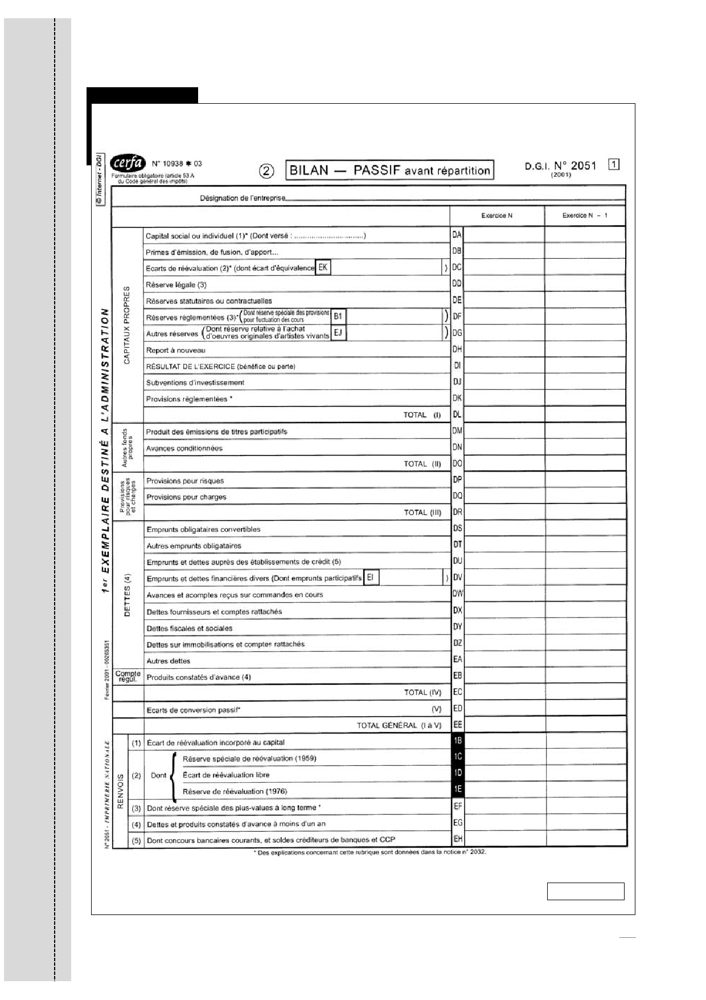 © Internet - DGI
cerfa N° 10938 ✱ 03
Formulaire obligatoire (article 53 A
du Code général des impôts)
② BILAN — PASSIF avant répartition
D.G.I. N° 2051 1
(2001)
Désignation de l'entreprise
Exercice N Exercice N – 1
1er EXEMPLAIRE DESTINÉ A L'ADMINISTRATION
Février 2001 - 00265351
N° 2051 - IMPRIMERIE NATIONALE
CAPITAUX PROPRES
Capital social ou individuel (1)* (Dont versé : ................................) DA
Primes d'émission, de fusion, d'apport... DB
Ecarts de réévaluation (2)* (dont écart d'équivalence EK ) DC
Réserve légale (3) DD
Réserves statutaires ou contractuelles DE
Réserves réglementées (3)* (Dont réserve spéciale des provisions
pour fluctuation des cours B1 ) DF
Autres réserves (Dont réserve relative à l'achat
d'oeuvres originales d'artistes vivants EJ ) DG
Report à nouveau DH
RÉSULTAT DE L'EXERCICE (bénéfice ou perte) DI
Subventions d'investissement DJ
Provisions réglementées * DK
TOTAL (I) DL
Autres fonds
propres
Produit des émissions de titres participatifs DM
Avances conditionnées DN
TOTAL (II) DO
Provisions
pour risques
et charges
Provisions pour risques DP
Provisions pour charges DQ
TOTAL (III) DR
DETTES (4)
Emprunts obligataires convertibles DS
Autres emprunts obligataires DT
Emprunts et dettes auprès des établissements de crédit (5) DU
Emprunts et dettes financières divers (Dont emprunts participatifs EI ) DV
Avances et acomptes reçus sur commandes en cours DW
Dettes fournisseurs et comptes rattachés DX
Dettes fiscales et sociales DY
Dettes sur immobilisations et comptes rattachés DZ
Autres dettes EA
Compte
régul.
Produits constatés d'avance (4) EB
TOTAL (IV) EC
Ecarts de conversion passif* (V) ED
TOTAL GÉNÉRAL (I à V) EE
RENVOIS
(1) Écart de réévaluation incorporé au capital 1B
(2) Dont { Réserve spéciale de réévaluation (1959) 1C
Écart de réévaluation libre 1D
Réserve de réévaluation (1976) 1E
(3) Dont réserve spéciale des plus-values à long terme * EF
(4) Dettes et produits constatés d'avance à moins d'un an EG
(5) Dont concours bancaires courants, et soldes créditeurs de banques et CCP EH
* Des explications concernant cette rubrique sont données dans la notice n° 2032.